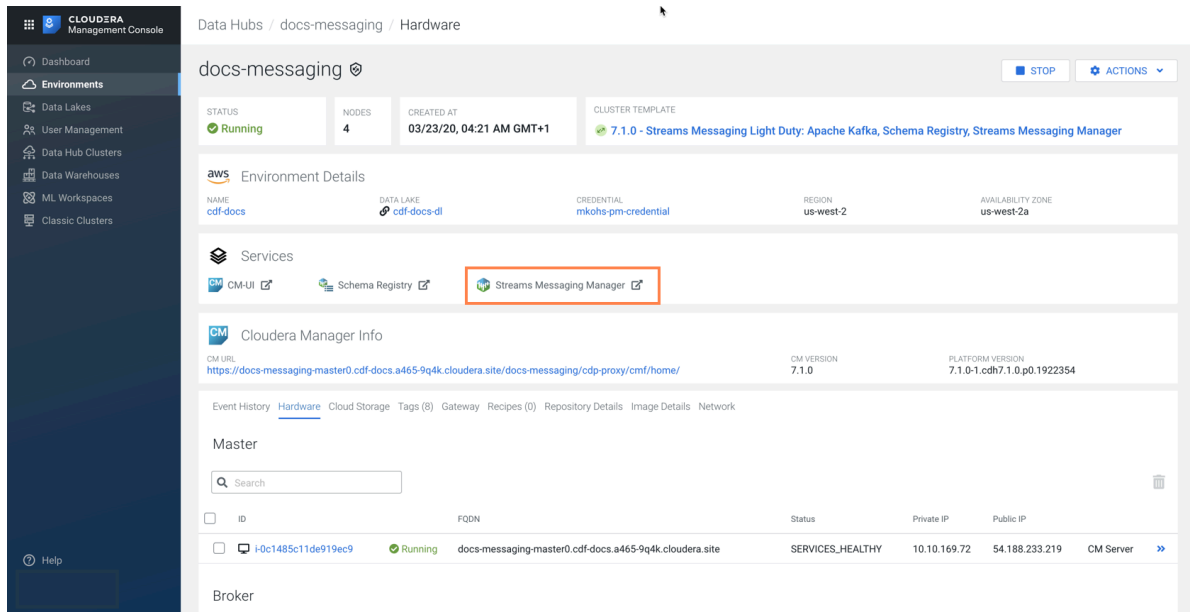 CLOUDERA
Management Console
Dashboard
Environments
Data Lakes
User Management
Data Hub Clusters
Data Warehouses
ML Workspaces
Classic Clusters
Help
Data Hubs / docs-messaging / Hardware
docs-messaging
STOP
ACTIONS
STATUS
Running
NODES
4
CREATED AT
03/23/20, 04:21 AM GMT+1
CLUSTER TEMPLATE
7.1.0 - Streams Messaging Light Duty: Apache Kafka, Schema Registry, Streams Messaging Manager
aws Environment Details
NAME DATA LAKE CREDENTIAL REGION AVAILABILITY ZONE
cdf-docs cdf-docs-dl mkohs-pm-credential us-west-2 us-west-2a
Services
CM CM-UI Schema Registry Streams Messaging Manager
CM Cloudera Manager Info
CM URL CM VERSION PLATFORM VERSION
https://docs-messaging-master0.cdf-docs.a465-9q4k.cloudera.site/docs-messaging/cdp-proxy/cmf/home/ 7.1.0 7.1.0-1.cdh7.1.0.p0.1922354
Event History Hardware Cloud Storage Tags (8) Gateway Recipes (0) Repository Details Image Details Network
Master
Search
ID FQDN Status Private IP Public IP
i-0c1485c11de919ec9 Running docs-messaging-master0.cdf-docs.a465-9q4k.cloudera.site SERVICES_HEALTHY 10.10.169.72 54.188.233.219 CM Server »
Broker